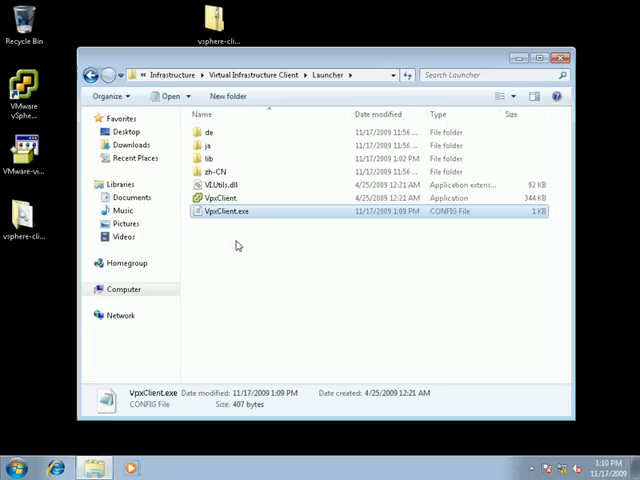 Recycle Bin
vsphere-cli...
VMware
vSphe...
VMware-vi...
vsphere-cli...
« Infrastructure
Virtual Infrastructure Client
Launcher
Search Launcher
Organize
Open
New folder
Name
Date modified
Type
Size
de
11/17/2009 11:56 ...
File folder
ja
11/17/2009 11:56 ...
File folder
lib
11/17/2009 1:02 PM
File folder
zh-CN
11/17/2009 11:56 ...
File folder
VLUtils.dll
4/25/2009 12:21 AM
Application exten...
92 KB
VpxClient
4/25/2009 12:21 AM
Application
344 KB
VpxClient.exe
11/17/2009 1:09 PM
CONFIG File
1 KB
Favorites
Desktop
Downloads
Recent Places
Libraries
Documents
Music
Pictures
Videos
Homegroup
Computer
Network
VpxClient.exe Date modified: 11/17/2009 1:09 PM
Date created: 4/25/2009 12:21 AM
CONFIG File
Size: 407 bytes
1:10 PM
11/17/2009